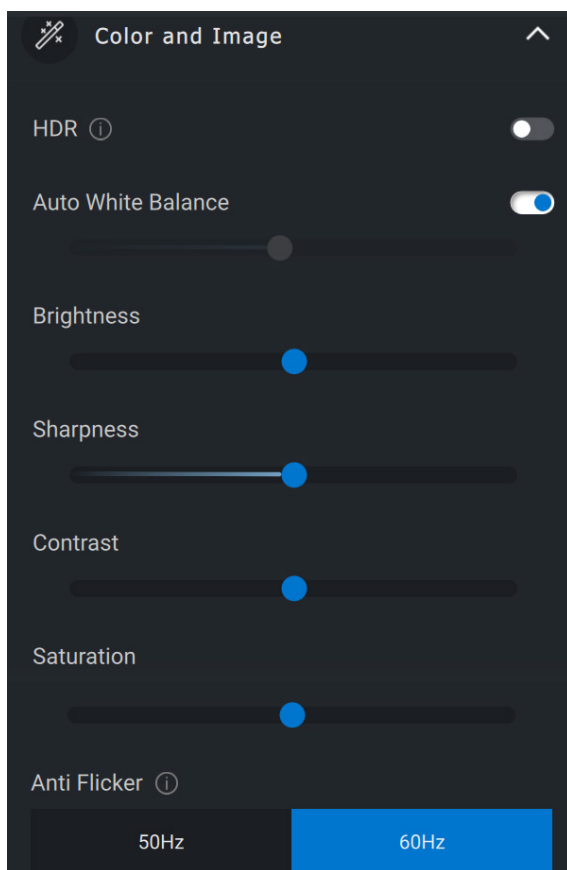 Color and Image
HDR
Auto White Balance
Brightness
Sharpness
Contrast
Saturation
Anti Flicker
50Hz
60Hz